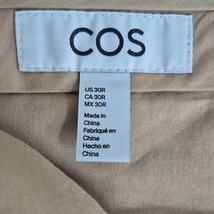 COS
US 30R
CA 30R
MX 30R
Made in
China
Fabriqué en
Chine
Hecho en
China